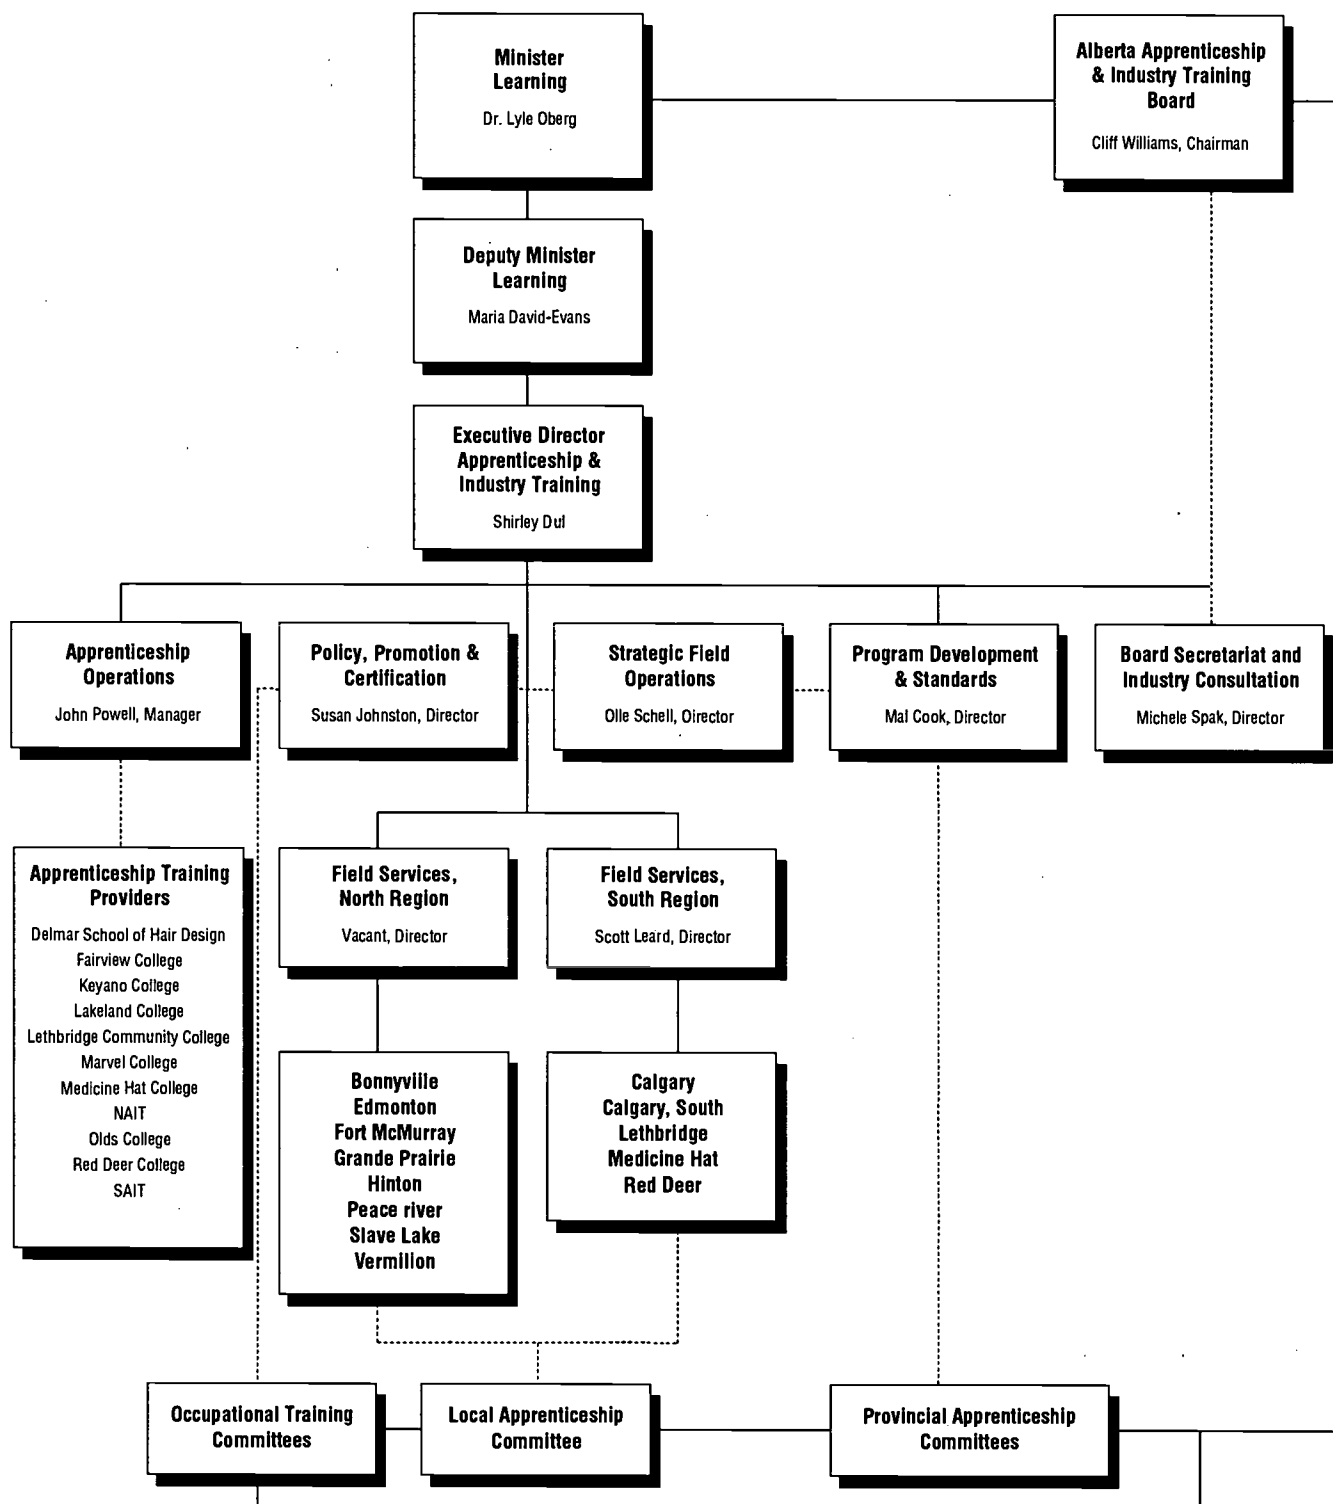 Minister
Learning
Dr. Lyle Oberg
Alberta Apprenticeship
& Industry Training
Board
Cliff Williams, Chairman
Deputy Minister
Learning
Maria David-Evans
Executive Director
Apprenticeship &
Industry Training
Shirley Dul
Apprenticeship
Operations
John Powell, Manager
Policy, Promotion &
Certification
Susan Johnston, Director
Strategic Field
Operations
Olle Schell, Director
Program Development
& Standards
Mal Cook, Director
Board Secretariat and
Industry Consultation
Michele Spak, Director
Apprenticeship Training
Providers
Delmar School of Hair Design
Fairview College
Keyano College
Lakeland College
Lethbridge Community College
Marvel College
Medicine Hat College
NAIT
Olds College
Red Deer College
SAIT
Field Services,
North Region
Vacant, Director
Field Services,
South Region
Scott Leard, Director
Bonnyville
Edmonton
Fort McMurray
Grande Prairie
Hinton
Peace river
Slave Lake
Vermilion
Calgary
Calgary, South
Lethbridge
Medicine Hat
Red Deer
Occupational Training
Committees
Local Apprenticeship
Committee
Provincial Apprenticeship
Committees